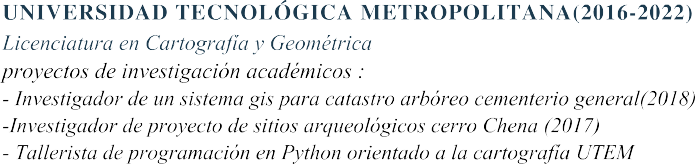 UNIVERSIDAD TECNOLÓGICA METROPOLITANA(2016-2022)
Licenciatura en Cartografía y Geométrica
proyectos de investigación académicos :
- Investigador de un sistema gis para catastro arbóreo cementerio general(2018)
-Investigador de proyecto de sitios arqueológicos cerro Chena (2017)
- Tallerista de programación en Python orientado a la cartografía UTEM